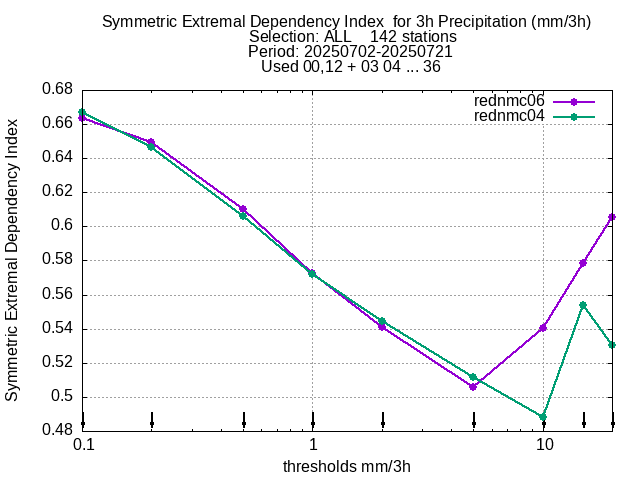 Symmetric Extremal Dependency Index  for 3h Precipitation (mm/3h)
Selection: ALL    142 stations
Period: 20250702-20250721
Used 00,12 + 03 04 ... 36
rednmc06
rednmc04
Symmetric Extremal Dependency Index
0.68
0.66
0.64
0.62
0.6
0.58
0.56
0.54
0.52
0.5
0.48
0.1 1 10
thresholds mm/3h